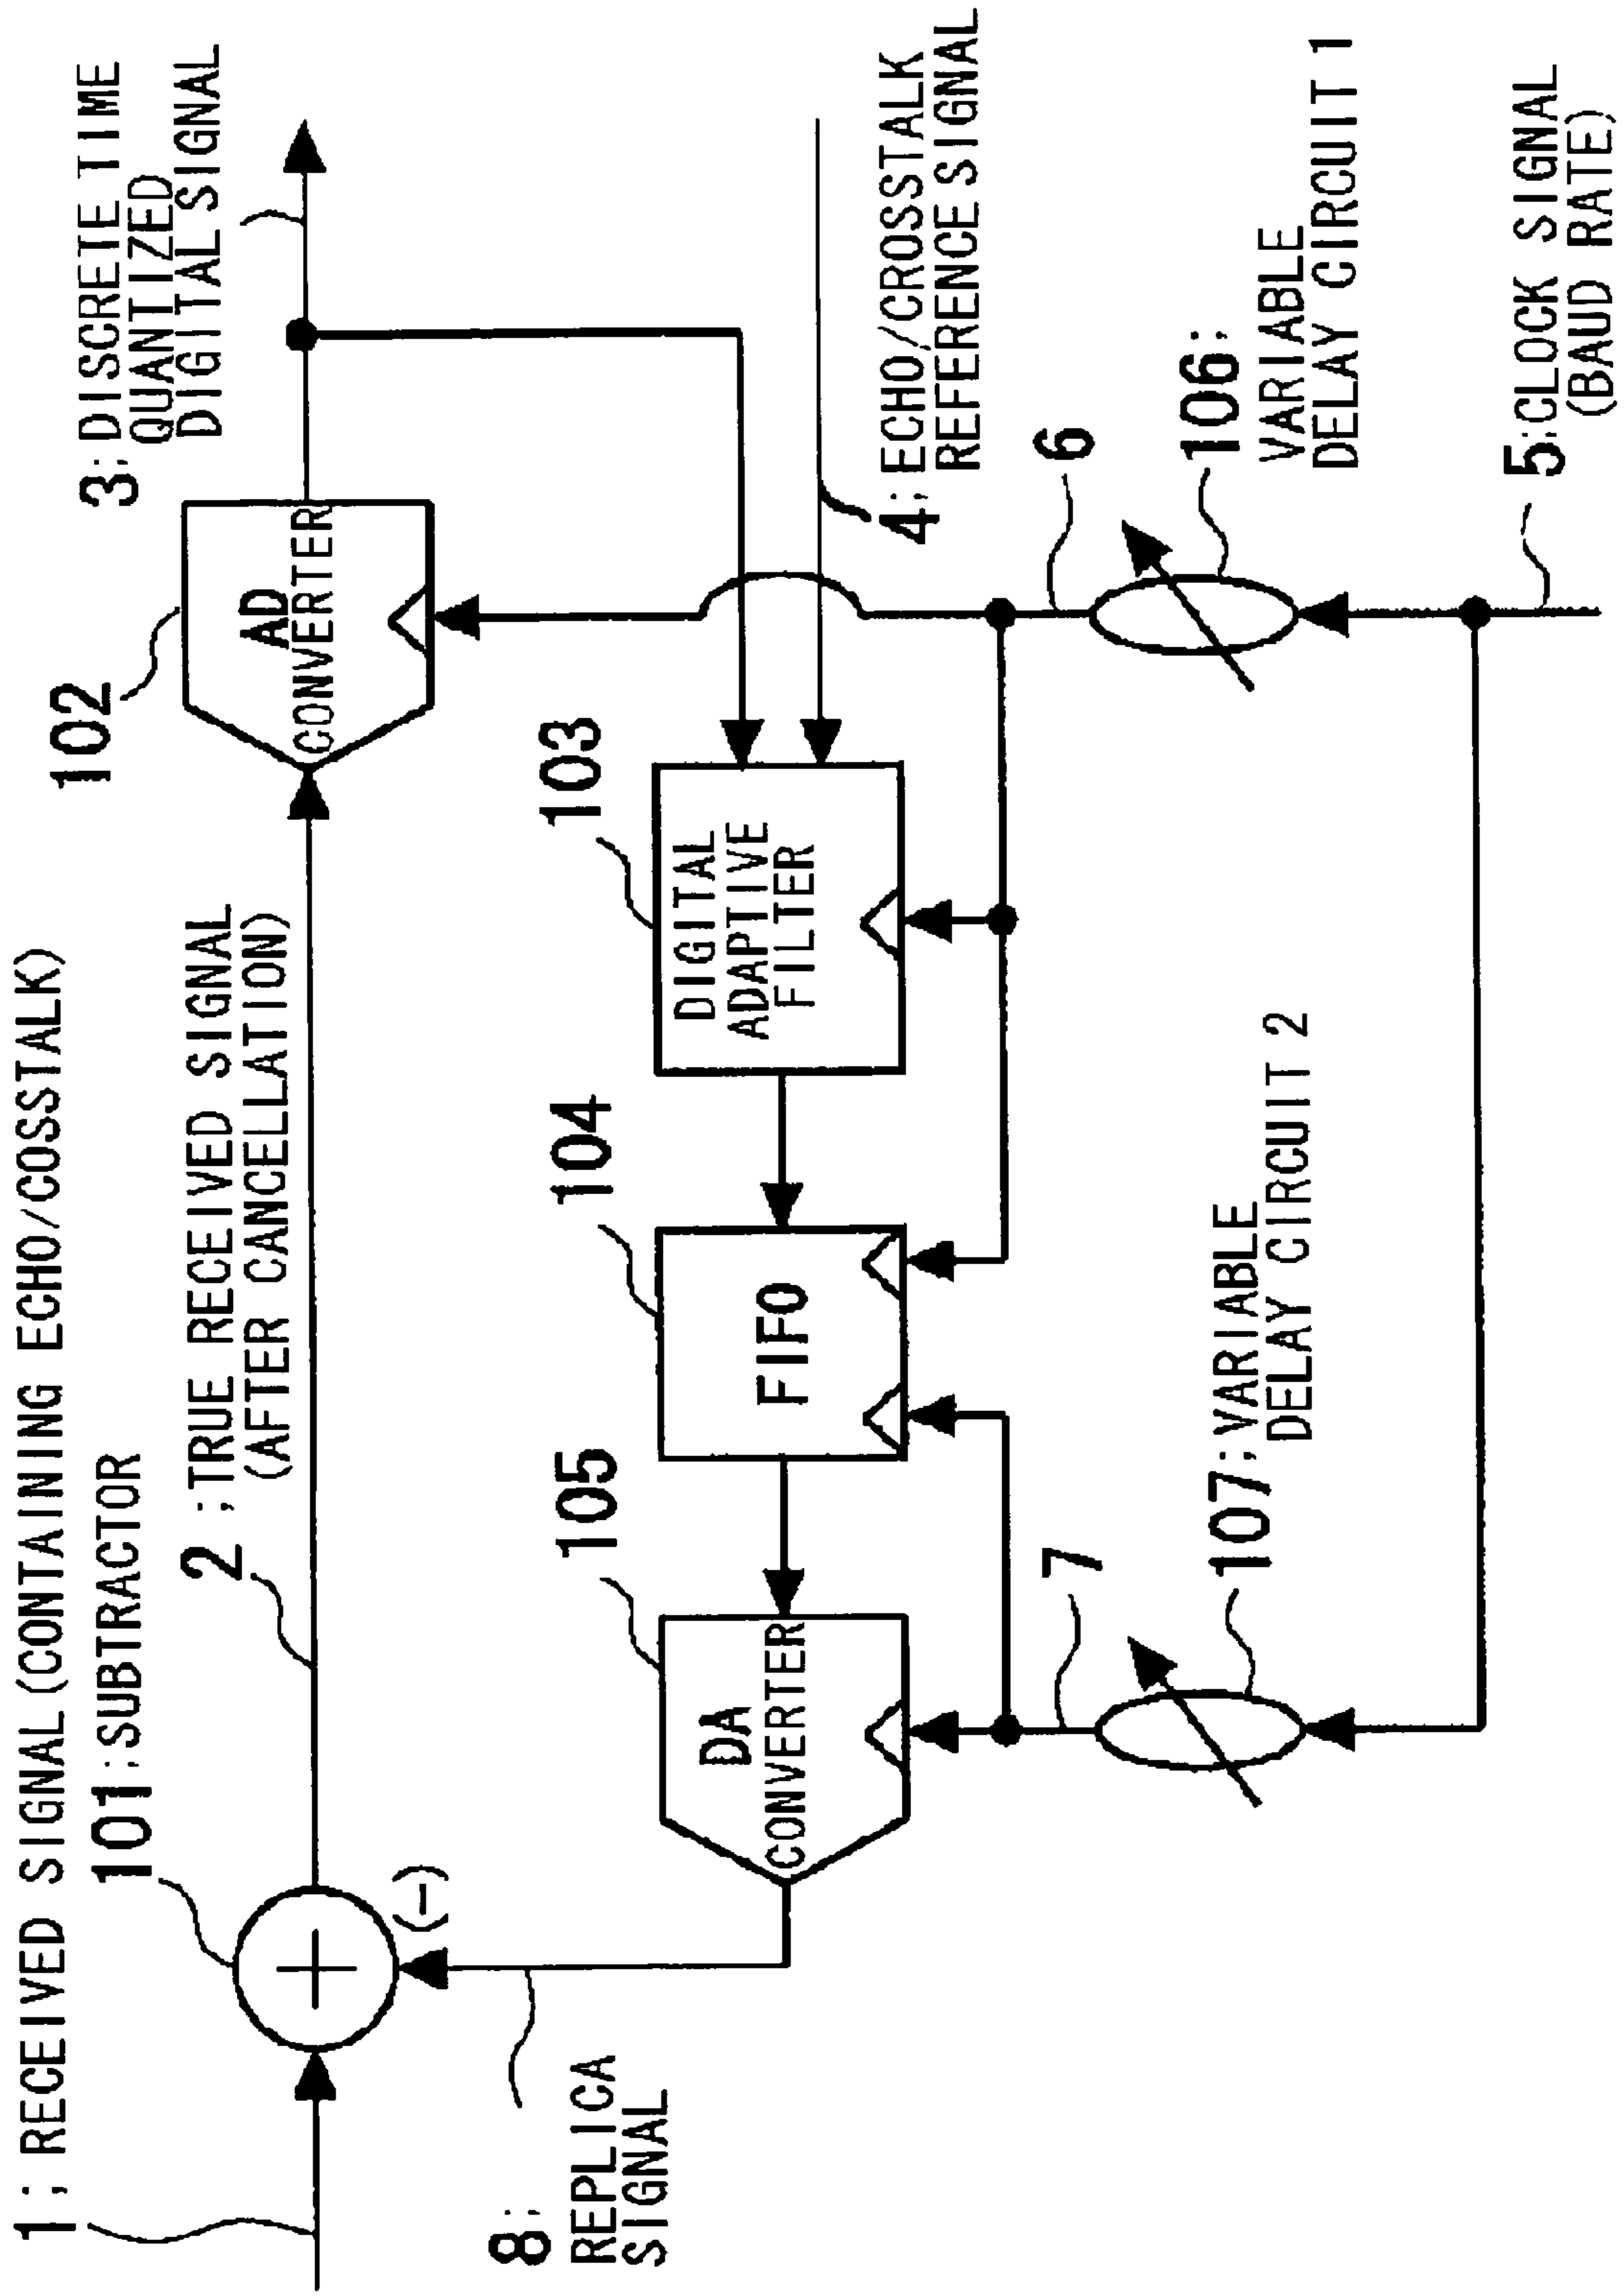 1; RECEIVED SIGNAL(CONTAINING ECHO/COSSTALK)
101;SUBTRACTOR
2;TRUE RECEIVED SIGNAL
(AFTER CANCELLATION)
102
3; DISCRETE TIME
QUANTIZED
DIGITAL SIGNAL
AD
CONVERTER
(-)
8;
REPLICA
SIGNAL
105
DA
CONVERTER
104
FIFO
103
DIGITAL
ADAPTIVE
FILTER
4; ECHO/CROSSTALK
REFERENCE SIGNAL
7
6
107; VARIABLE
DELAY CIRCUIT 2
106;
VARIABLE
DELAY CIRCUIT 1
5;CLOCK SIGNAL
(BAUD RATE)